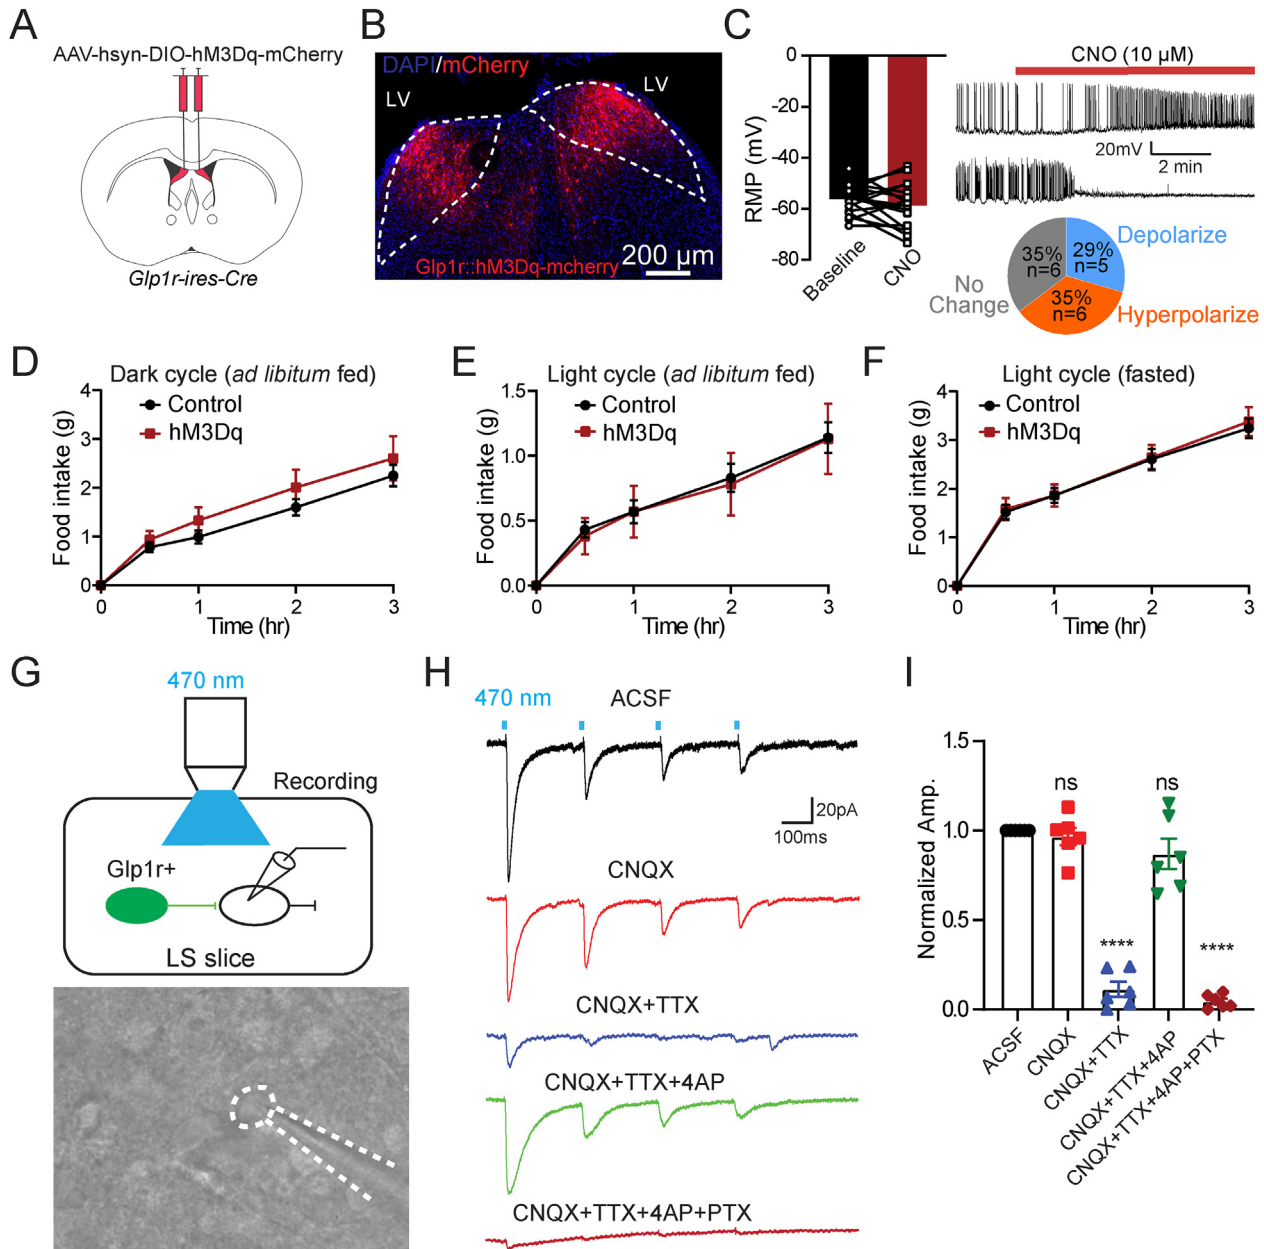 A
AAV-hsyn-DIO-hM3Dq-mCherry
Glp1r-ires-Cre
B
DAPI/mCherry
LV
LV
Glp1r::hM3Dq-mcherry
200 µm
C
0
-20
-40
-60
-80
RMP (mV)
Baseline
CNO
CNO (10 µM)
20mV
2 min
35%
n=6
29%
n=5
35%
n=6
Depolarize
No
Change
Hyperpolarize
D
Dark cycle (ad libitum fed)
Control
hM3Dq
Food intake (g)
4
3
2
1
0
0
1
2
3
Time (hr)
E
Light cycle (ad libitum fed)
Control
hM3Dq
Food intake (g)
1.5
1.0
0.5
0.0
0
1
2
3
Time (hr)
F
Light cycle (fasted)
Control
hM3Dq
Food intake (g)
4
3
2
1
0
0
1
2
3
Time (hr)
G
470 nm
Recording
Glp1r+
LS slice
H
470 nm
ACSF
20pA
100ms
CNQX
CNQX+TTX
CNQX+TTX+4AP
CNQX+TTX+4AP+PTX
I
Normalized Amp.
1.5
1.0
0.5
0.0
ns
****
ns
****
ACSF
CNQX
CNQX+TTX
CNQX+TTX+4AP
CNQX+TTX+4AP+PTX